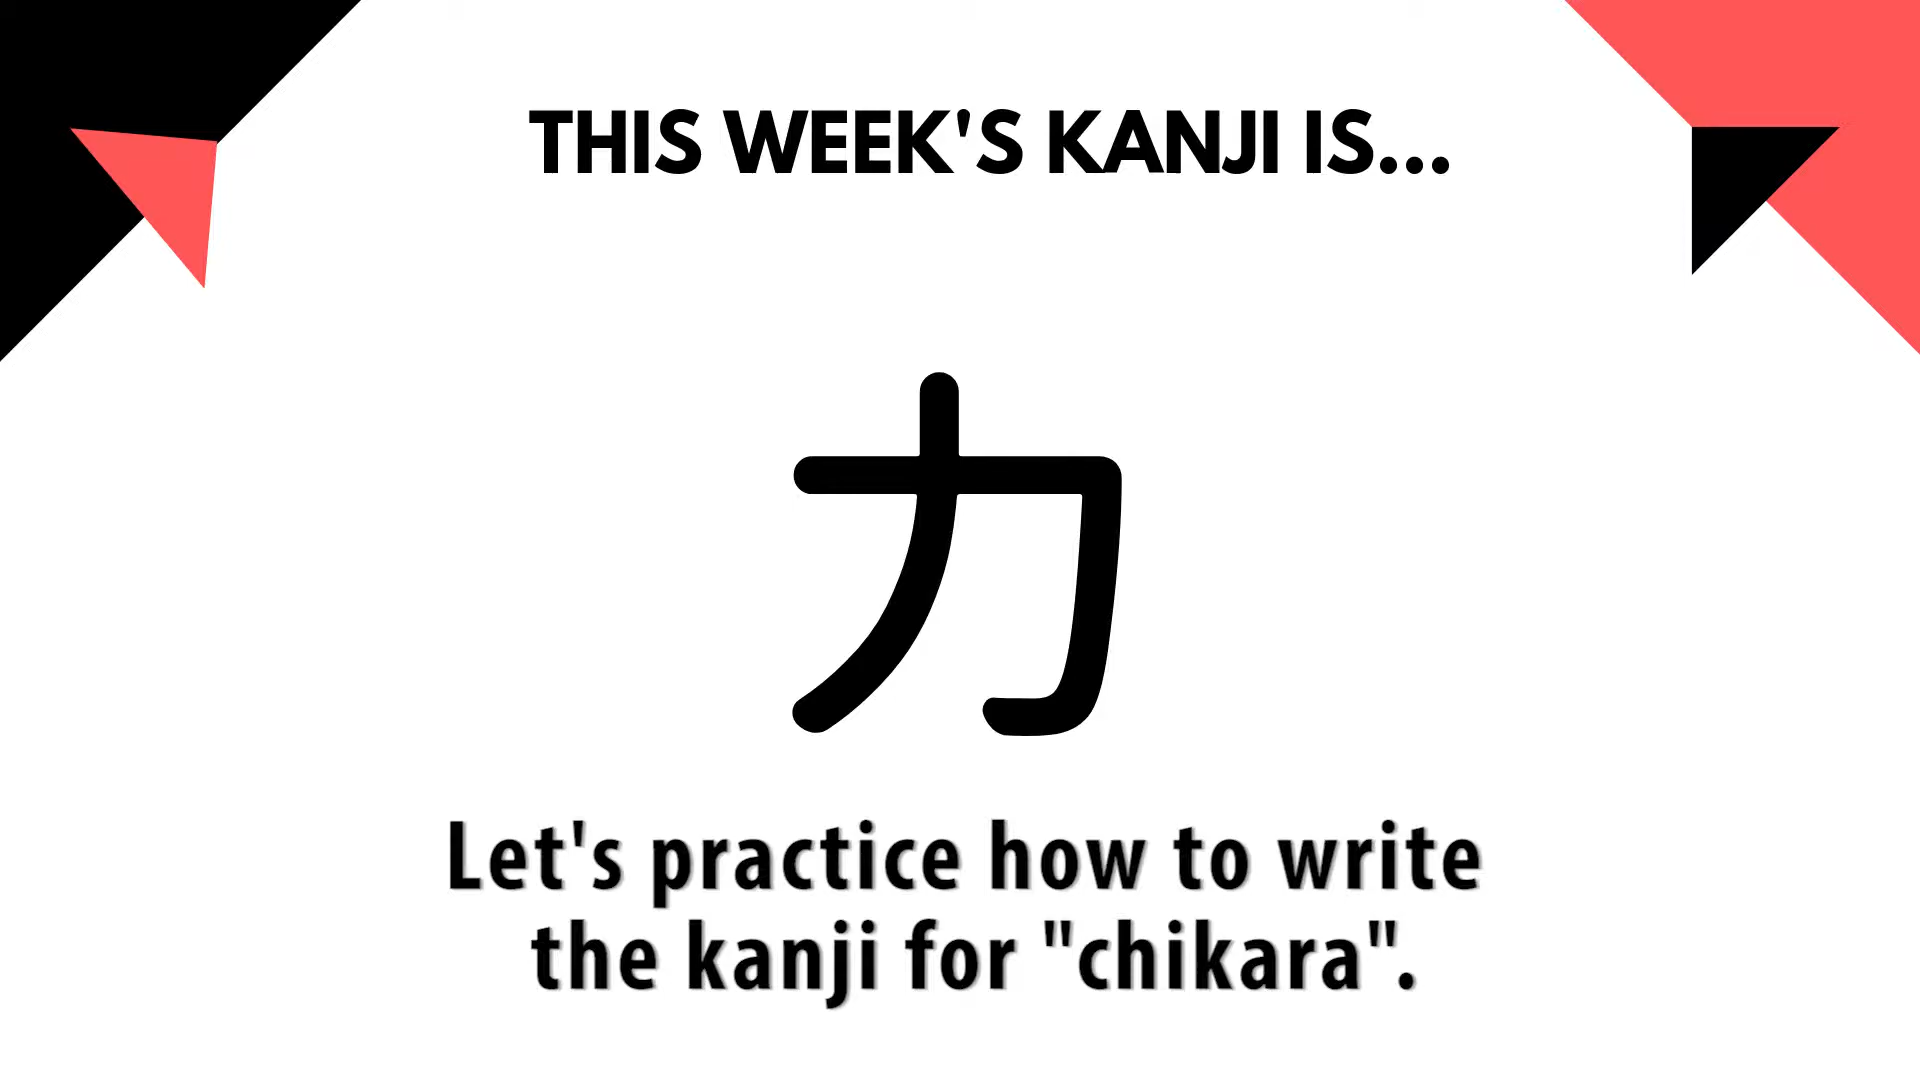 THIS WEEK'S KANJI IS...
力
Let's practice how to write
the kanji for "chikara".